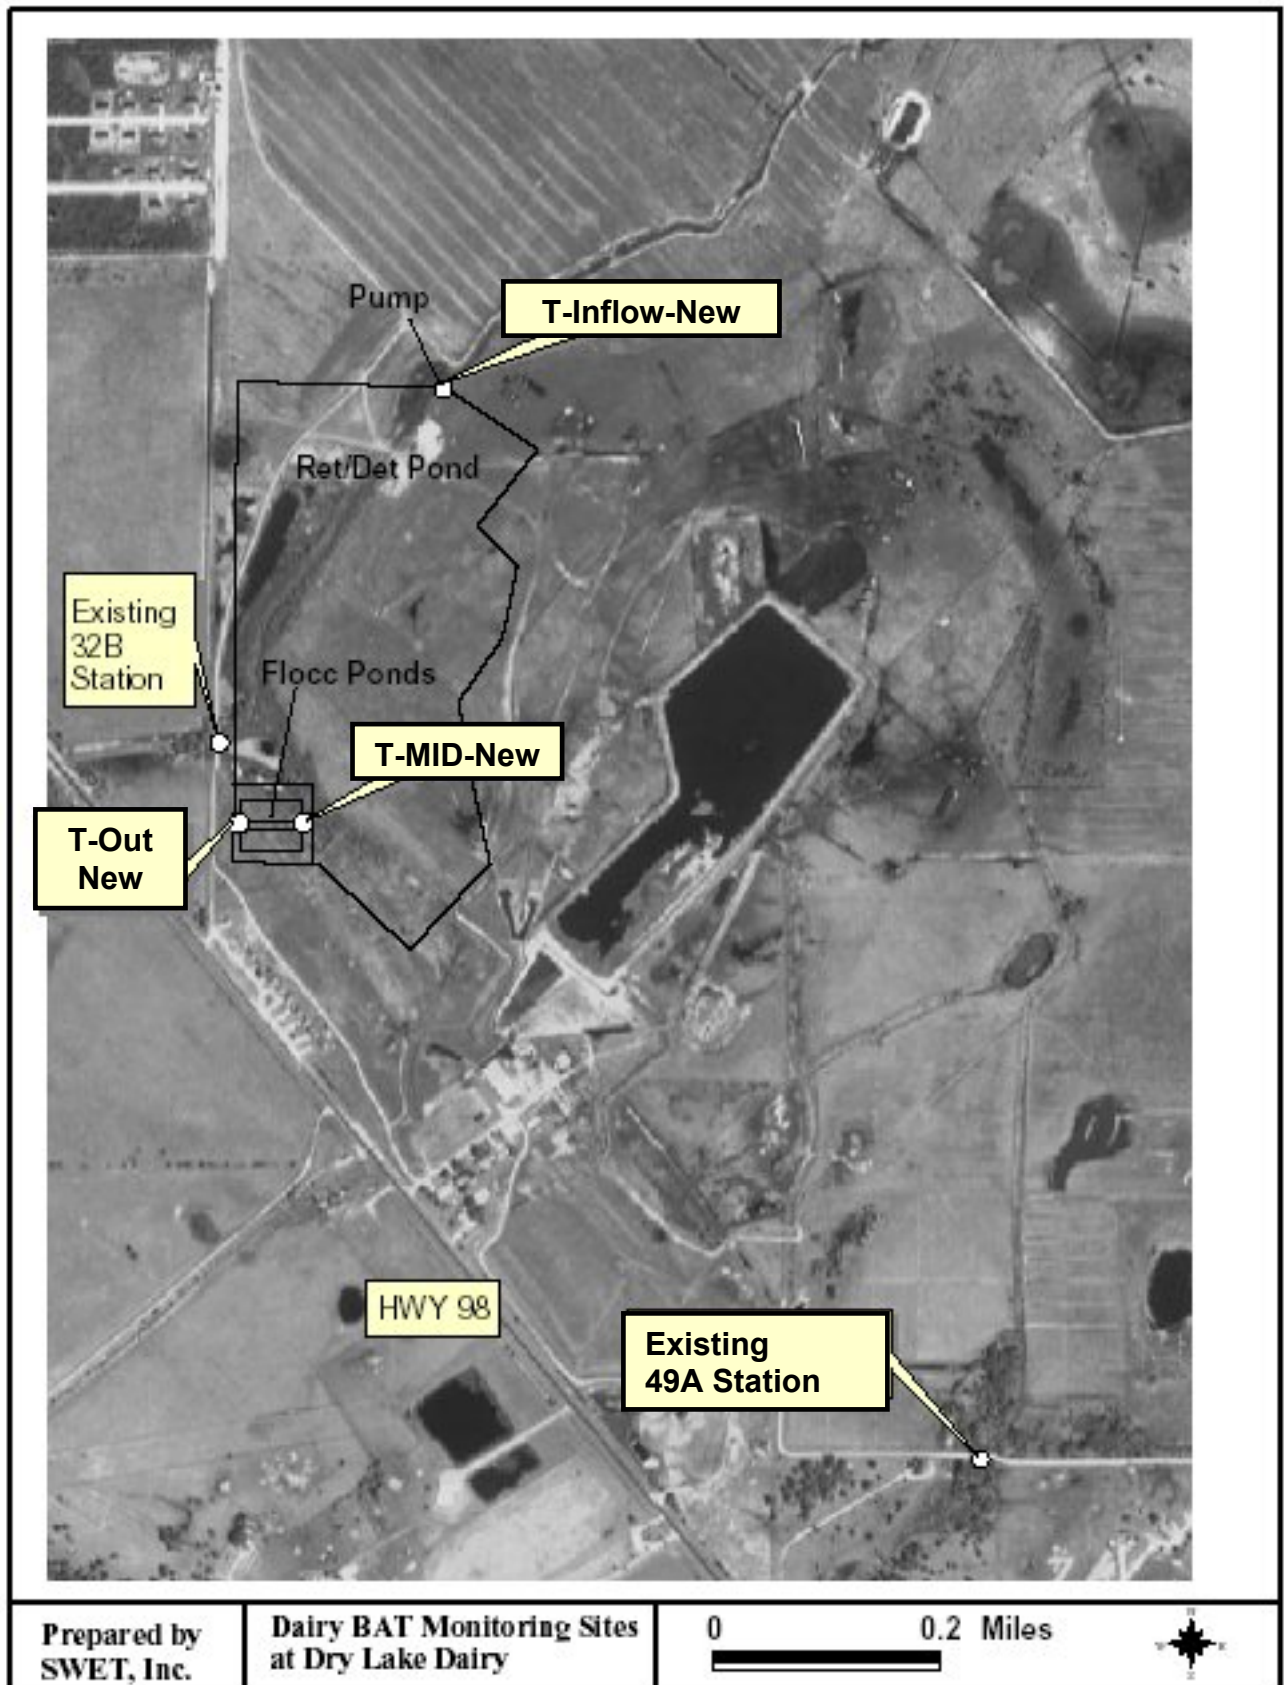 Pump
T-Inflow-New
Ret/Det Pond
Existing
32B
Station
Flocc Ponds
T-MID-New
T-Out
New
HWY 98
Existing
49A Station
Prepared by
SWET, Inc.
Dairy BAT Monitoring Sites
at Dry Lake Dairy
0 0.2 Miles